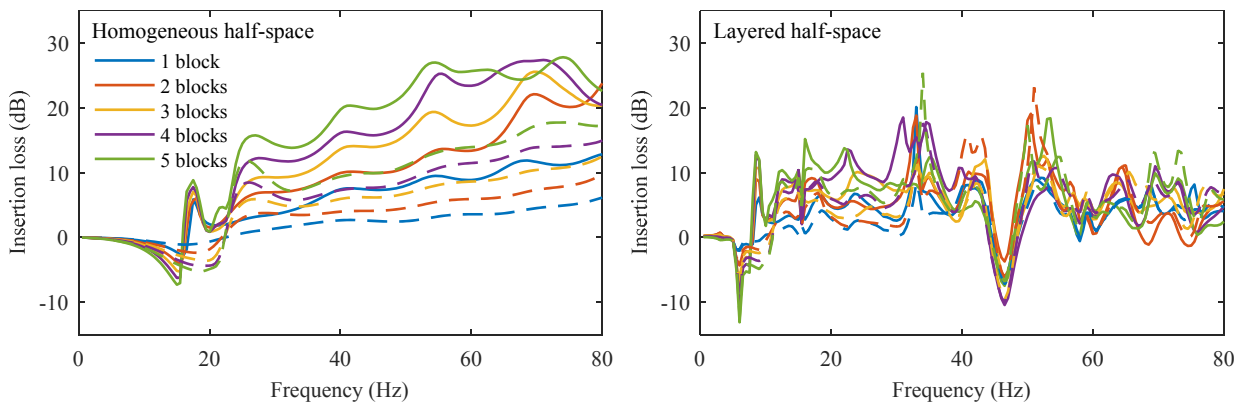 Homogeneous half-space
1 block
2 blocks
3 blocks
4 blocks
5 blocks
30
20
10
0
-10
Insertion loss (dB)
0
20
40
60
80
Frequency (Hz)
Layered half-space
30
20
10
0
-10
Insertion loss (dB)
0
20
40
60
80
Frequency (Hz)